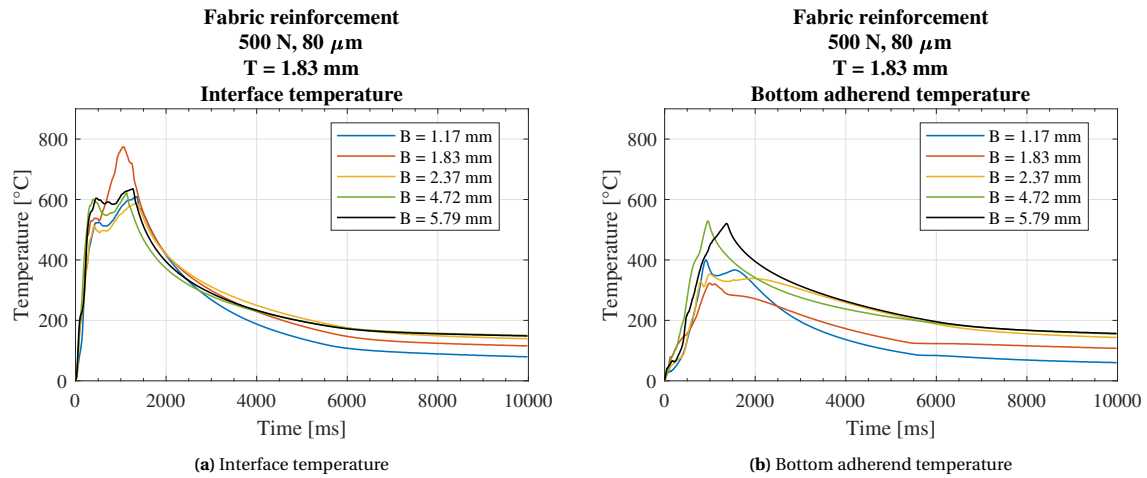 Fabric reinforcement
500 N, 80 μm
T = 1.83 mm
Interface temperature
800
600
400
200
0
Temperature [°C]
B = 1.17 mm
B = 1.83 mm
B = 2.37 mm
B = 4.72 mm
B = 5.79 mm
0 2000 4000 6000 8000 10000
Time [ms]
(a) Interface temperature
Fabric reinforcement
500 N, 80 μm
T = 1.83 mm
Bottom adherend temperature
800
600
400
200
0
Temperature [°C]
B = 1.17 mm
B = 1.83 mm
B = 2.37 mm
B = 4.72 mm
B = 5.79 mm
0 2000 4000 6000 8000 10000
Time [ms]
(b) Bottom adherend temperature